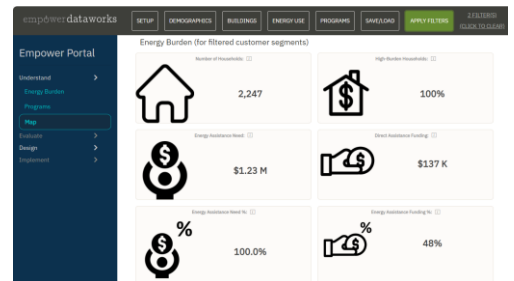 empowerdataworks
SETUP
DEMOGRAPHICS
BUILDINGS
ENERGY USE
PROGRAMS
SAVE/LOAD
APPLY FILTERS
2 FILTER(S)
(CLICK TO CLEAR)
Empower Portal
Understand >
Energy Burden
Programs
Map
Evaluate >
Design >
Implement >
Energy Burden (for filtered customer segments)
Number of Households:
2,247
High-Burden Households:
100%
Energy Assistance Need
$1.23 M
Direct Assistance Funding
$137 K
Energy Assistance Need %:
%
100.0%
Energy Assistance Funding %:
%
48%